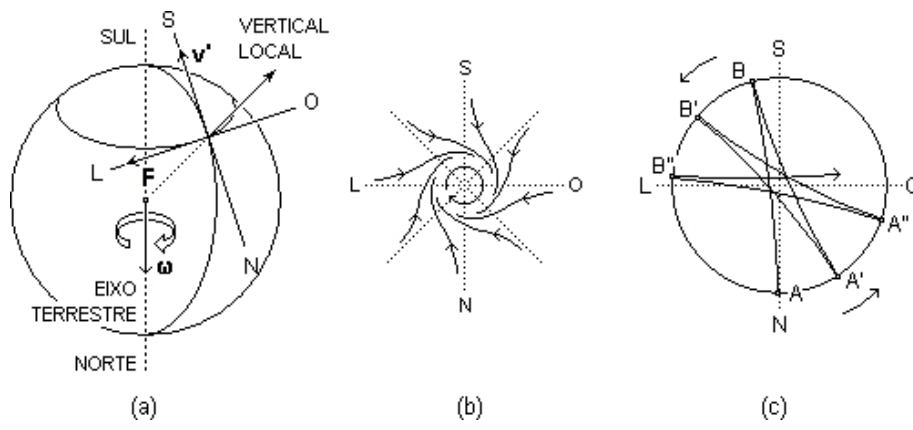 SUL
S
v'
VERTICAL
LOCAL
O
L
F
ω
N
EIXO
TERRESTRE
NORTE
(a)
S
L
O
N
(b)
S
B
B'
B"
L
O
A"
A'
A
N
(c)